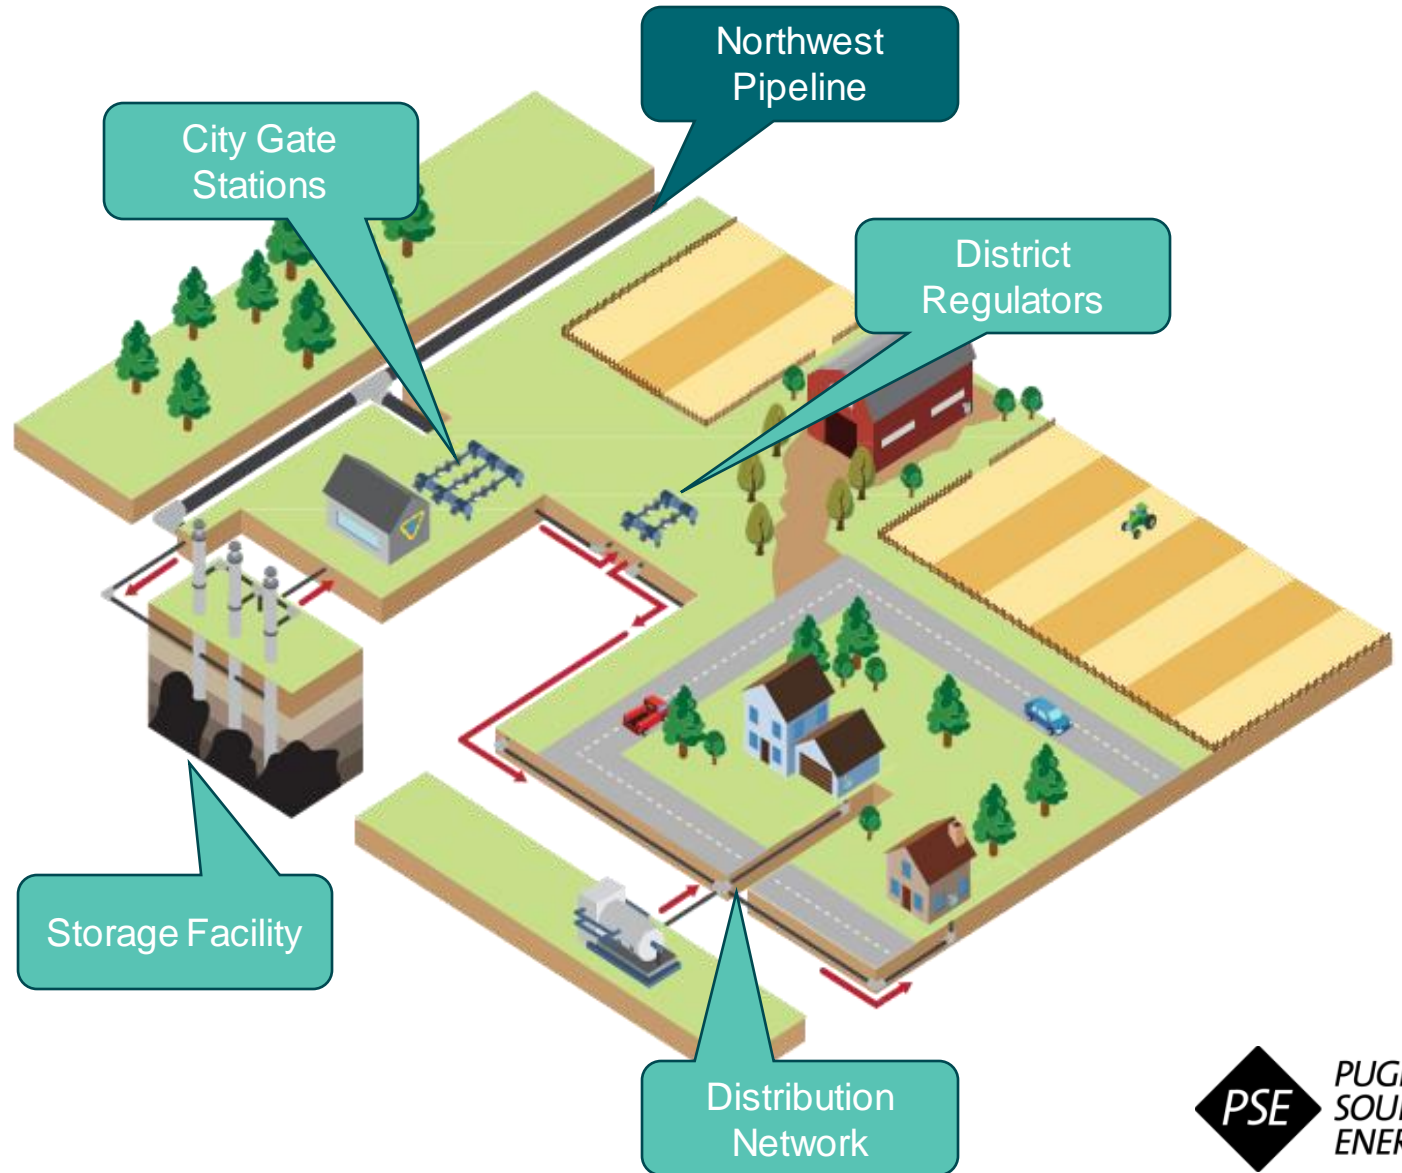 Northwest
Pipeline
City Gate
Stations
District
Regulators
Storage Facility
Distribution
Network
PSE